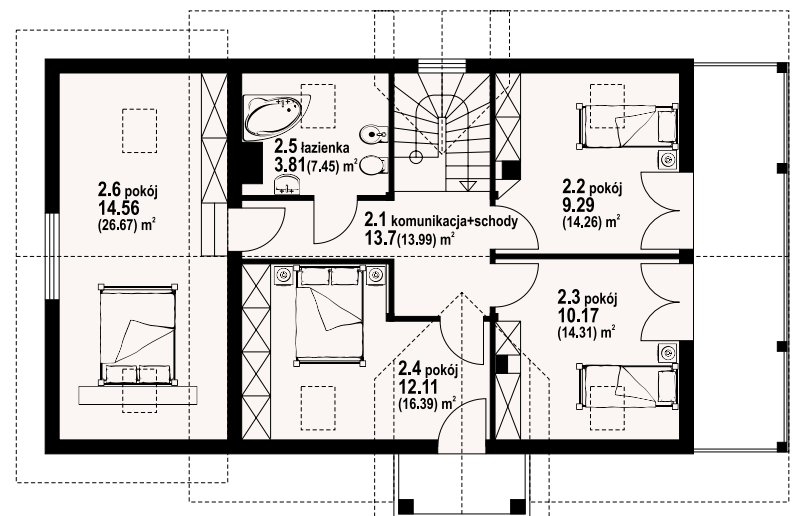 2.5 łazienka
3.81(7.45) m²
2.6 pokój
14.56
(26.67) m²
2.2 pokój
9.29
(14.26) m²
2.1 komunikacja+schody
13.7(13.99) m²
2.3 pokój
10.17
(14.31) m²
2.4 pokój
12.11
(16.39) m²